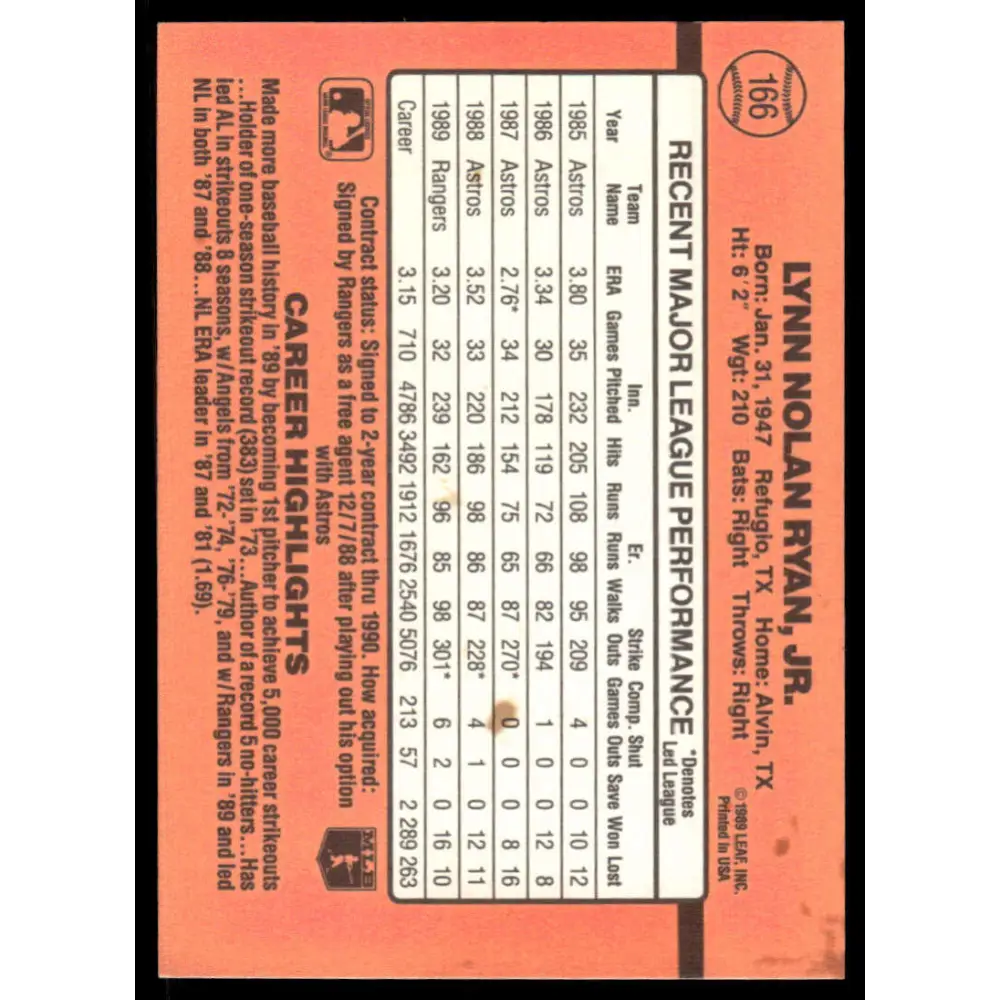 166
LYNN NOLAN RYAN, JR.
Born: Jan. 31, 1947 Refugio, TX Home: Alvin, TX
Ht: 6'2" Wgt: 210 Bats: Right Throws: Right
© 1989 LEAF, INC.
Printed in USA
RECENT MAJOR LEAGUE PERFORMANCE
*Denotes
Led League
Team Inn. Er. Strike Comp. Shut
Year Name ERA Games Pitched Hits Runs Runs Walks Outs Games Outs Save Won Lost
1985 Astros 3.80 35 232 205 108 98 95 209 4 0 0 10 12
1986 Astros 3.34 30 178 119 72 66 82 194 1 0 0 12 8
1987 Astros 2.76* 34 212 154 75 65 87 270* 0 0 0 8 16
1988 Astros 3.52 33 220 186 98 86 87 228* 4 1 0 12 11
1989 Rangers 3.20 32 239 162 96 85 98 301* 6 2 0 16 10
Career 3.15 710 4786 3492 1912 1676 2540 5076 213 57 2 289 263
Contract status: Signed to 2-year contract thru 1990. How acquired:
Signed by Rangers as a free agent 12/7/88 after playing out his option
with Astros
MLB
CAREER HIGHLIGHTS
Made more baseball history in '89 by becoming 1st pitcher to achieve 5,000 career strikeouts
...Holder of one-season strikeout record (383) set in '73...Author of a record 5 no-hitters...Has
led AL in strikeouts 8 seasons, w/Angels from '72-'74, '76-'79, and w/Rangers in '89 and led
NL in both '87 and '88...NL ERA leader in '87 and '81 (1.69).